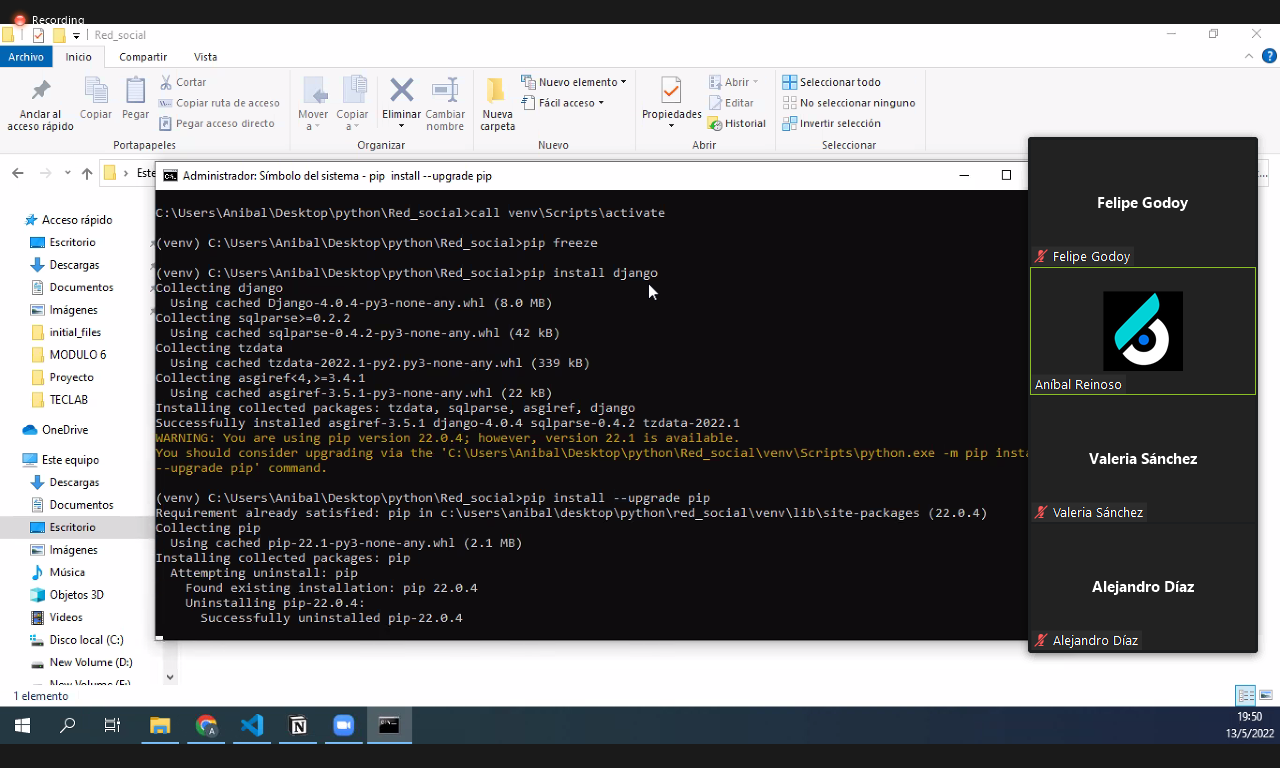 Recording
Red_social
Archivo
Inicio
Compartir
Vista
Anclar al
acceso rápido
Copiar
Pegar
Cortar
Copiar ruta de acceso
Pegar acceso directo
Portapapeles
Mover
a
Copiar
a
Eliminar
Cambiar
nombre
Organizar
Nueva
carpeta
Nuevo elemento
Fácil acceso
Nuevo
Propiedades
Abrir
Editar
Historial
Abrir
Seleccionar todo
No seleccionar ninguno
Invertir selección
Seleccionar
Este
Acceso rápido
Escritorio
Descargas
Documentos
Imágenes
initial_files
MODULO 6
Proyecto
TECLAB
OneDrive
Este equipo
Descargas
Documentos
Escritorio
Imágenes
Música
Objetos 3D
Videos
Disco local (C:)
New Volume (D:)
New Volume (E:)
1 elemento
Administrador: Símbolo del sistema - pip install --upgrade pip
C:\Users\Anibal\Desktop\python\Red_social>call venv\Scripts\activate
(venv) C:\Users\Anibal\Desktop\python\Red_social>pip freeze
(venv) C:\Users\Anibal\Desktop\python\Red_social>pip install django
Collecting django
Using cached Django-4.0.4-py3-none-any.whl (8.0 MB)
Collecting sqlparse>=0.2.2
Using cached sqlparse-0.4.2-py3-none-any.whl (42 kB)
Collecting tzdata
Using cached tzdata-2022.1-py2.py3-none-any.whl (339 kB)
Collecting asgiref<4,>=3.4.1
Using cached asgiref-3.5.1-py3-none-any.whl (22 kB)
Installing collected packages: tzdata, sqlparse, asgiref, django
Successfully installed asgiref-3.5.1 django-4.0.4 sqlparse-0.4.2 tzdata-2022.1
WARNING: You are using pip version 22.0.4; however, version 22.1 is available.
You should consider upgrading via the 'C:\Users\Anibal\Desktop\python\Red_social\venv\Scripts\python.exe -m pip insta
--upgrade pip' command.
(venv) C:\Users\Anibal\Desktop\python\Red_social>pip install --upgrade pip
Requirement already satisfied: pip in c:\users\anibal\desktop\python\red_social\venv\lib\site-packages (22.0.4)
Collecting pip
Using cached pip-22.1-py3-none-any.whl (2.1 MB)
Installing collected packages: pip
Attempting uninstall: pip
Found existing installation: pip 22.0.4
Uninstalling pip-22.0.4:
Successfully uninstalled pip-22.0.4
Felipe Godoy
Felipe Godoy
Aníbal Reinoso
Valeria Sánchez
Valeria Sánchez
Alejandro Díaz
Alejandro Díaz
19:50
13/5/2022